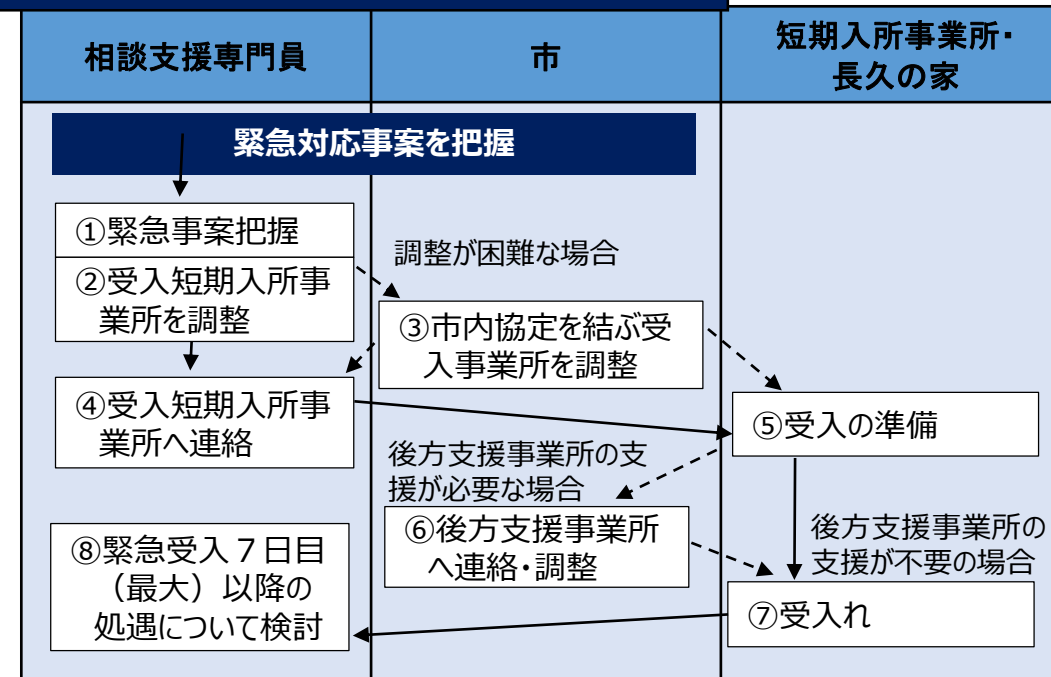 相談支援専門員
市
短期入所事業所・
長久の家
緊急対応事案を把握
①緊急事案把握
②受入短期入所事
業所を調整
調整が困難な場合
③市内協定を結ぶ受
入事業所を調整
④受入短期入所事
業所へ連絡
⑤受入の準備
後方支援事業所の支
援が必要な場合
⑥後方支援事業所
へ連絡・調整
後方支援事業所の
支援が不要の場合
⑦受入れ
⑧緊急受入７日目
（最大）以降の
処遇について検討